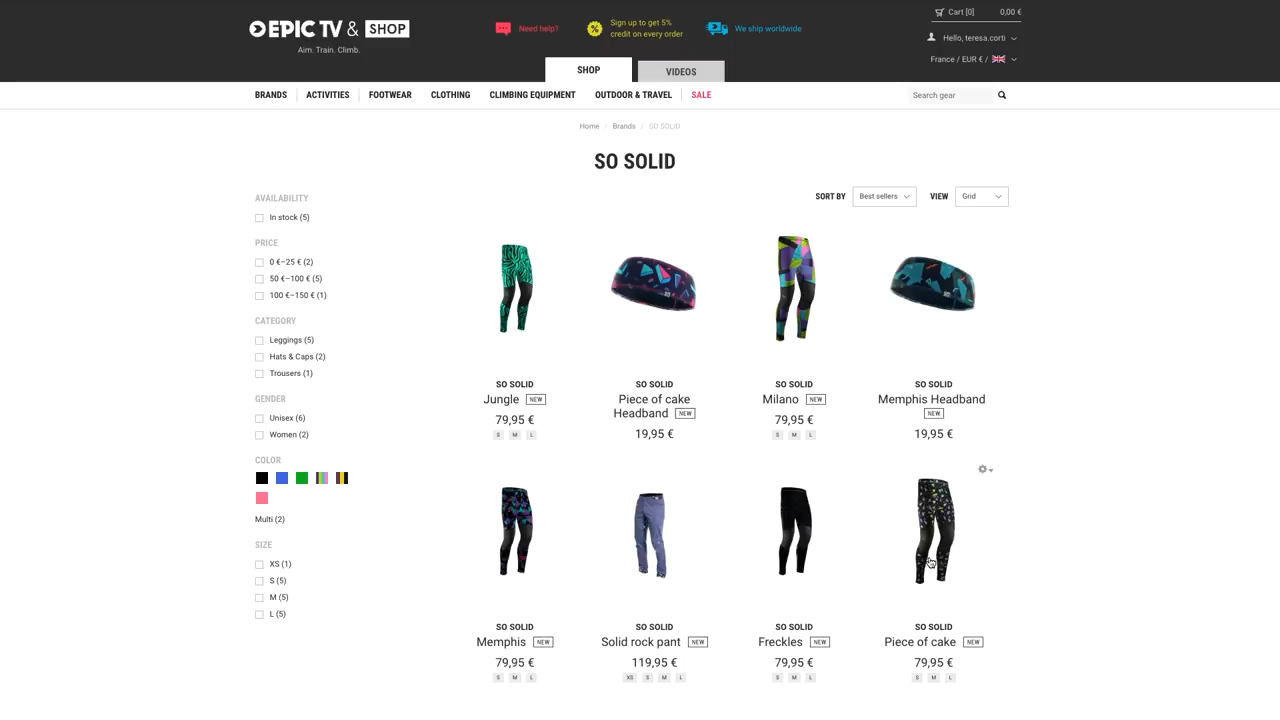 EPIC TV & SHOP
Aim. Train. Climb.
Need help?
Sign up to get 5%
credit on every order
We ship worldwide
Cart [0] 0,00 €
Hello, teresa.corti
France / EUR € /
SHOP VIDEOS
BRANDS ACTIVITIES FOOTWEAR CLOTHING CLIMBING EQUIPMENT OUTDOOR & TRAVEL SALE
Search gear
Home / Brands / SO SOLID
SO SOLID
SORT BY Best sellers VIEW Grid
AVAILABILITY
In stock (5)
PRICE
0 €–25 € (2)
50 €–100 € (5)
100 €–150 € (1)
CATEGORY
Leggings (5)
Hats & Caps (2)
Trousers (1)
GENDER
Unisex (6)
Women (2)
COLOR
Multi (2)
SIZE
XS (1)
S (5)
M (5)
L (5)
SO SOLID
Jungle NEW
79,95 €
S M L
SO SOLID
Piece of cake
Headband NEW
19,95 €
SO SOLID
Milano NEW
79,95 €
S M L
SO SOLID
Memphis Headband
NEW
19,95 €
SO SOLID
Memphis NEW
79,95 €
S M L
SO SOLID
Solid rock pant NEW
119,95 €
XS S M L
SO SOLID
Freckles NEW
79,95 €
S M L
SO SOLID
Piece of cake NEW
79,95 €
S M L